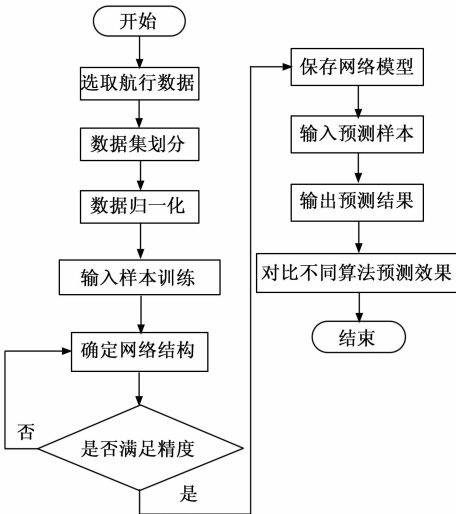 开始
选取航行数据
数据集划分
数据归一化
输入样本训练
确定网络结构
否
是否满足精度
是
保存网络模型
输入预测样本
输出预测结果
对比不同算法预测效果
结束